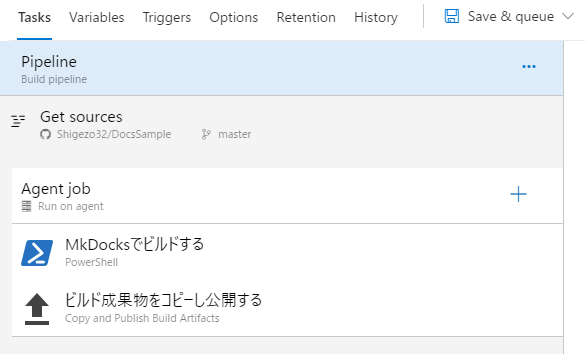 Tasks Variables Triggers Options Retention History Save & queue
Pipeline
Build pipeline
Get sources
Shigezo32/DocsSample master
Agent job
Run on agent
MkDocksでビルドする
PowerShell
ビルド成果物をコピーし公開する
Copy and Publish Build Artifacts